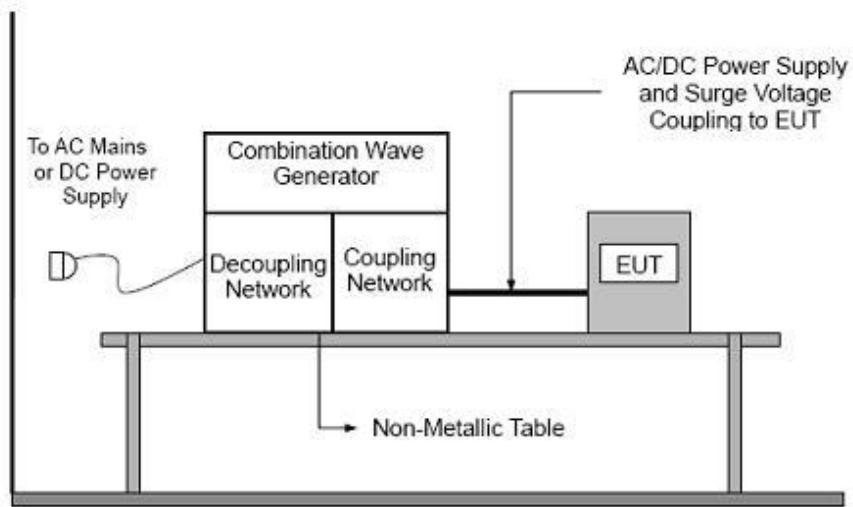 AC/DC Power Supply
and Surge Voltage
Coupling to EUT
To AC Mains
or DC Power
Supply
Combination Wave
Generator
Decoupling
Network
Coupling
Network
EUT
Non-Metallic Table